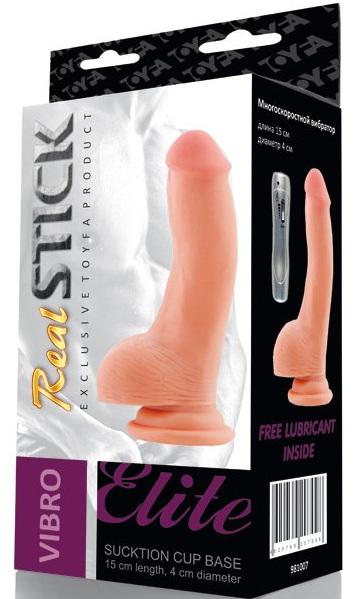 TOYFA
Real STICK
EXCLUSIVE TOYFA PRODUCT
VIBRO
Elite
SUCKTION CUP BASE
15 cm length, 4 cm diameter
Многоскоростной вибратор
длина 15 см
диаметр 4 см
FREE LUBRICANT
INSIDE
981007